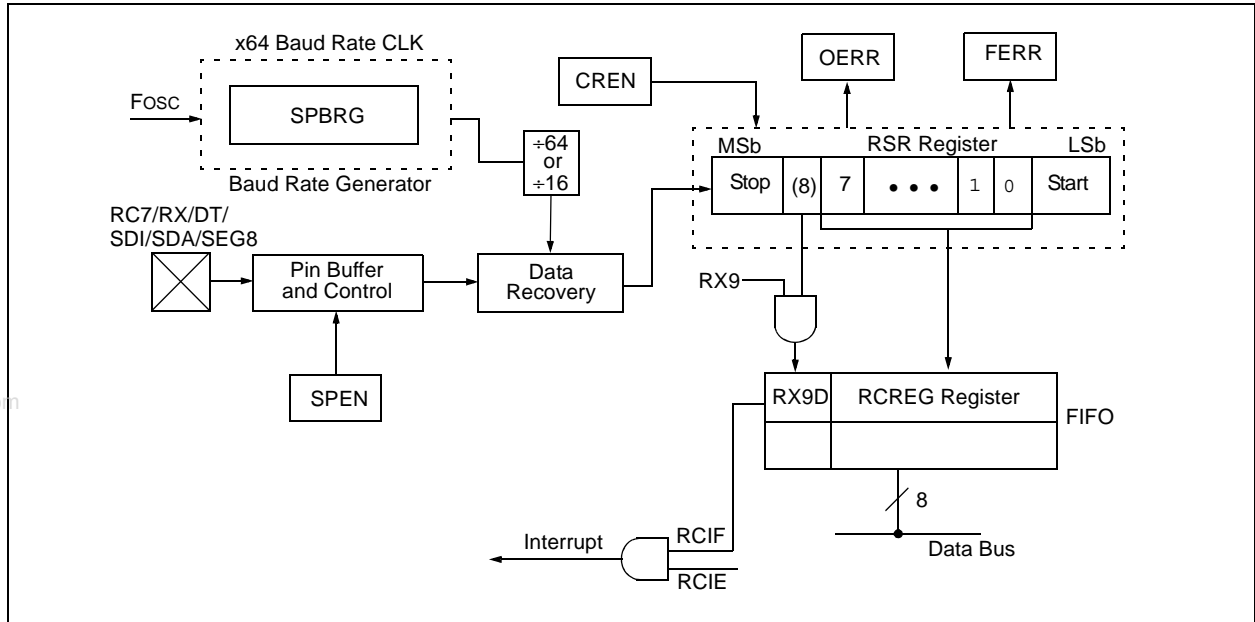 x64 Baud Rate CLK
FOSC
SPBRG
Baud Rate Generator
÷64
or
÷16
CREN
OERR
FERR
MSb
RSR Register
LSb
Stop
(8)
7
• • •
1
0
Start
RC7/RX/DT/
SDI/SDA/SEG8
Pin Buffer
and Control
Data
Recovery
SPEN
RX9
RX9D
RCREG Register
FIFO
8
Data Bus
Interrupt
RCIF
RCIE